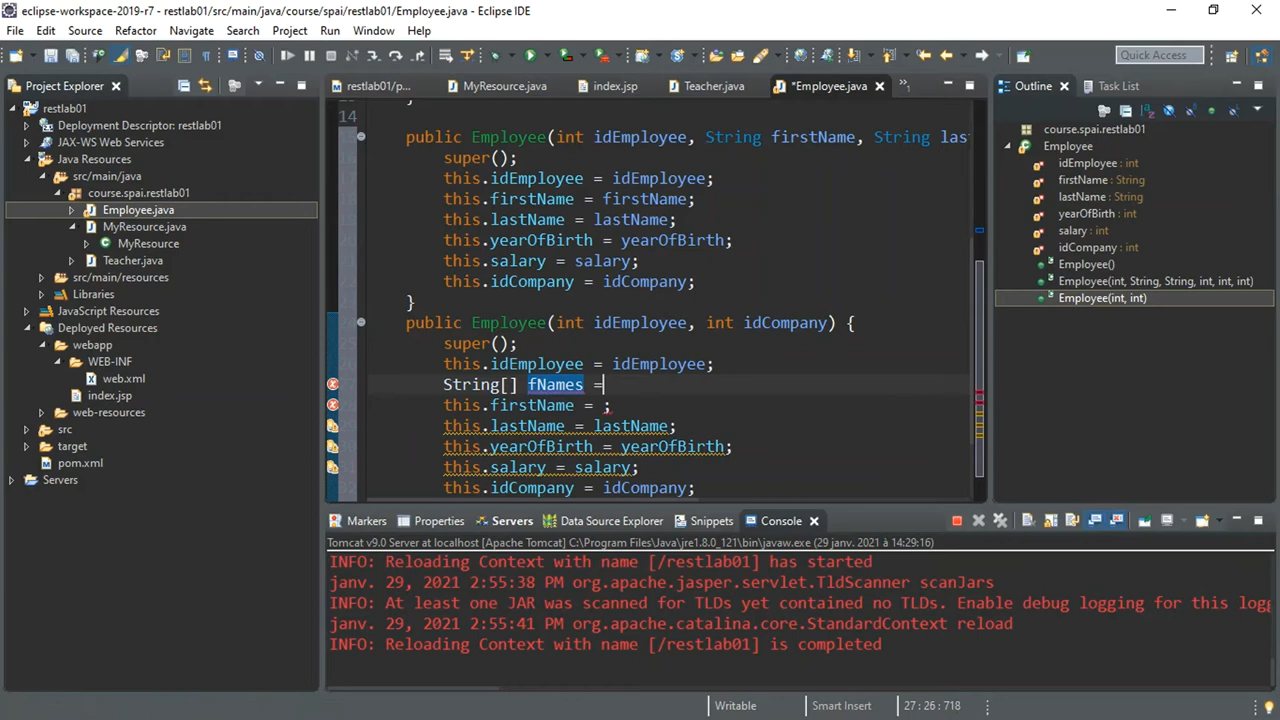 eclipse-workspace-2019-r7 - restlab01/src/main/java/course/spai/restlab01/Employee.java - Eclipse IDE
File Edit Source Refactor Navigate Search Project Run Window Help
Quick Access
Project Explorer
restlab01
Deployment Descriptor: restlab01
JAX-WS Web Services
Java Resources
src/main/java
course.spai.restlab01
Employee.java
MyResource.java
MyResource
Teacher.java
src/main/resources
Libraries
JavaScript Resources
Deployed Resources
webapp
WEB-INF
web.xml
index.jsp
web-resources
src
target
pom.xml
Servers
restlab01/p... MyResource.java index.jsp Teacher.java *Employee.java
14
public Employee(int idEmployee, String firstName, String las
super();
this.idEmployee = idEmployee;
this.firstName = firstName;
this.lastName = lastName;
this.yearOfBirth = yearOfBirth;
this.salary = salary;
this.idCompany = idCompany;
}
public Employee(int idEmployee, int idCompany) {
super();
this.idEmployee = idEmployee;
String[] fNames =
this.firstName = ;
this.lastName = lastName;
this.yearOfBirth = yearOfBirth;
this.salary = salary;
this.idCompany = idCompany;
Outline Task List
course.spai.restlab01
Employee
idEmployee : int
firstName : String
lastName : String
yearOfBirth : int
salary : int
idCompany : int
Employee()
Employee(int, String, String, int, int, int)
Employee(int, int)
Markers Properties Servers Data Source Explorer Snippets Console
Tomcat v9.0 Server at localhost [Apache Tomcat] C:\Program Files\Java\jre1.8.0_121\bin\javaw.exe (29 janv. 2021 à 14:29:16)
INFO: Reloading Context with name [/restlab01] has started
janv. 29, 2021 2:55:38 PM org.apache.jasper.servlet.TldScanner scanJars
INFO: At least one JAR was scanned for TLDs yet contained no TLDs. Enable debug logging for this logg
janv. 29, 2021 2:55:41 PM org.apache.catalina.core.StandardContext reload
INFO: Reloading Context with name [/restlab01] is completed
Writable Smart Insert 27 : 26 : 718